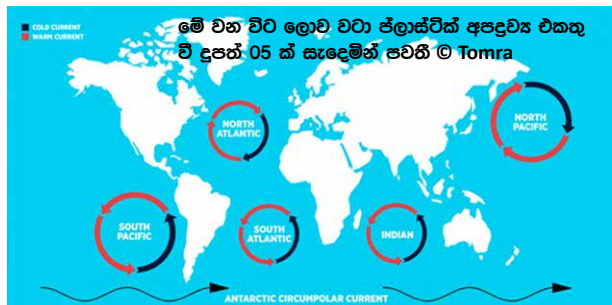 COLD CURRENT
WARM CURRENT
මේ වන විට ලොව වටා ප්ලාස්ටික් අපද්‍රව්‍ය එකතු
වී දූපත් 05 ක් සැදෙමින් පවතී © Tomra
NORTH
ATLANTIC
NORTH
PACIFIC
SOUTH
PACIFIC
SOUTH
ATLANTIC
INDIAN
ANTARCTIC CIRCUMPOLAR CURRENT